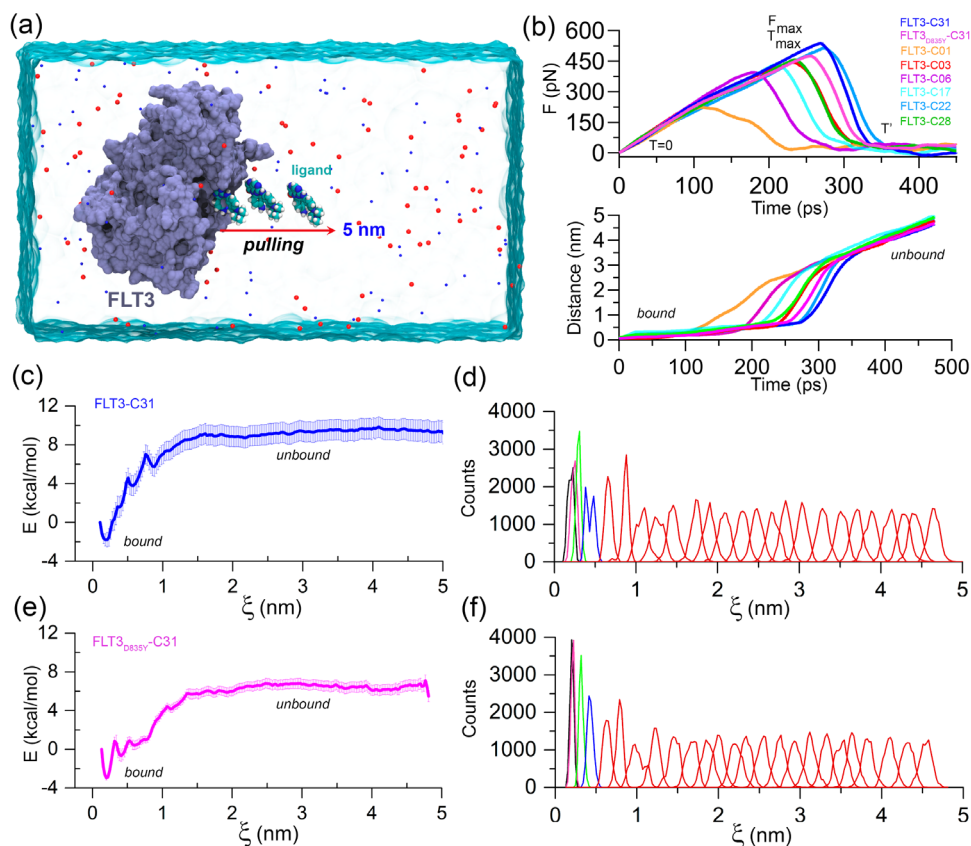 (a)
ligand
pulling
5 nm
FLT3
(b)
F (pN)
600
450
300
150
0
F max
T max
T=0
T'
FLT3-C31
FLT3D835Y-C31
FLT3-C01
FLT3-C03
FLT3-C06
FLT3-C17
FLT3-C22
FLT3-C28
0 100 200 300 400
Time (ps)
Distance (nm)
5
4
3
2
1
0
bound
unbound
0 100 200 300 400 500
Time (ps)
(c)
FLT3-C31
E (kcal/mol)
12
8
4
0
-4
bound
unbound
0 1 2 3 4 5
ξ (nm)
(d)
Counts
4000
3000
2000
1000
0
0 1 2 3 4 5
ξ (nm)
(e)
FLT3D835Y-C31
E (kcal/mol)
12
8
4
0
-4
bound
unbound
0 1 2 3 4 5
ξ (nm)
(f)
Counts
4000
3000
2000
1000
0
0 1 2 3 4 5
ξ (nm)